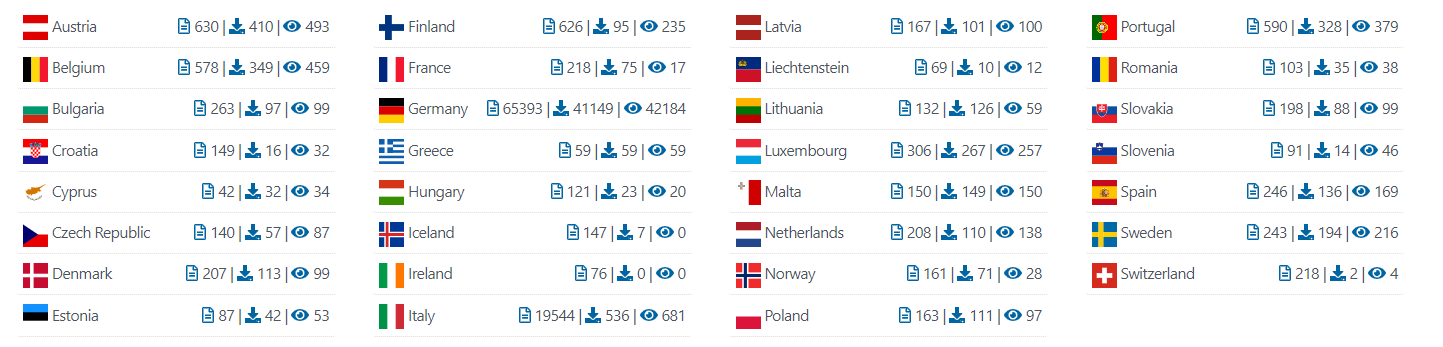 Austria 630 | 410 | 493
Belgium 578 | 349 | 459
Bulgaria 263 | 97 | 99
Croatia 149 | 16 | 32
Cyprus 42 | 32 | 34
Czech Republic 140 | 57 | 87
Denmark 207 | 113 | 99
Estonia 87 | 42 | 53
Finland 626 | 95 | 235
France 218 | 75 | 17
Germany 65393 | 41149 | 42184
Greece 59 | 59 | 59
Hungary 121 | 23 | 20
Iceland 147 | 7 | 0
Ireland 76 | 0 | 0
Italy 19544 | 536 | 681
Latvia 167 | 101 | 100
Liechtenstein 69 | 10 | 12
Lithuania 132 | 126 | 59
Luxembourg 306 | 267 | 257
Malta 150 | 149 | 150
Netherlands 208 | 110 | 138
Norway 161 | 71 | 28
Poland 163 | 111 | 97
Portugal 590 | 328 | 379
Romania 103 | 35 | 38
Slovakia 198 | 88 | 99
Slovenia 91 | 14 | 46
Spain 246 | 136 | 169
Sweden 243 | 194 | 216
Switzerland 218 | 2 | 4